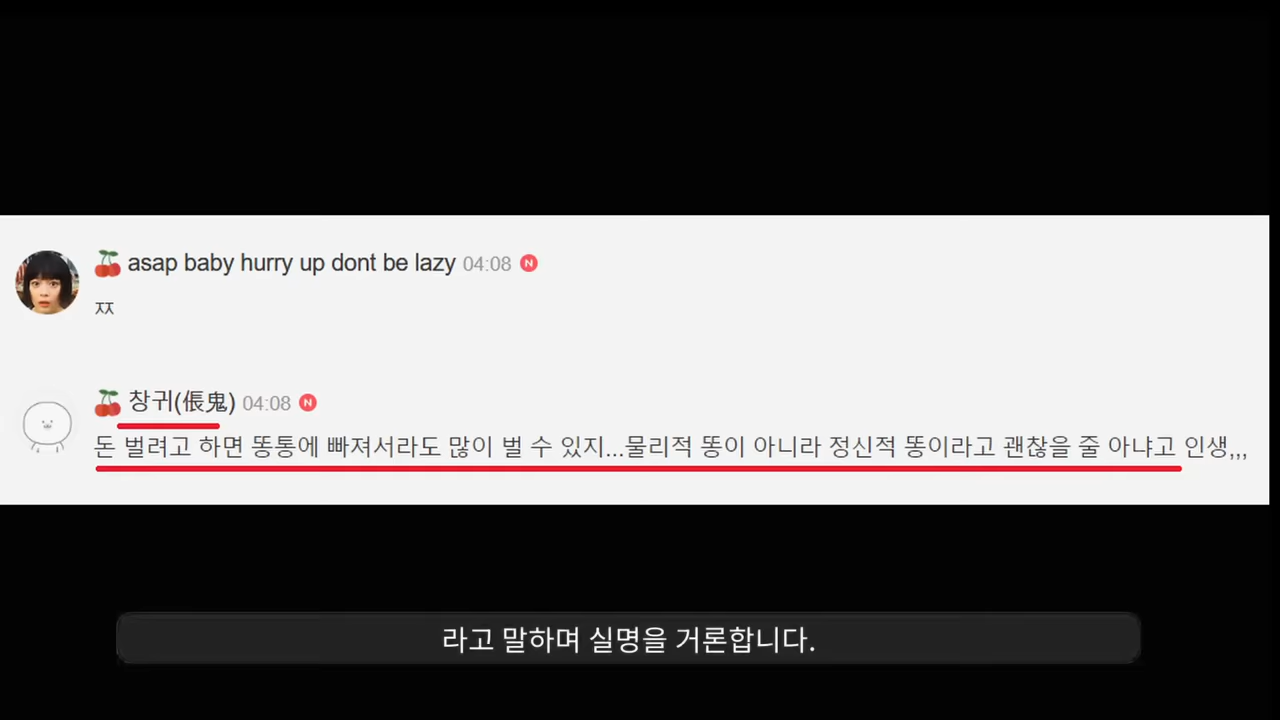 asap baby hurry up dont be lazy 04:08 N
ㅉ
창귀(倀鬼) 04:08 N
돈 벌려고 하면 똥통에 빠져서라도 많이 벌 수 있지...물리적 똥이 아니라 정신적 똥이라고 괜찮을 줄 아냐고 인생,,,
라고 말하며 실명을 거론합니다.